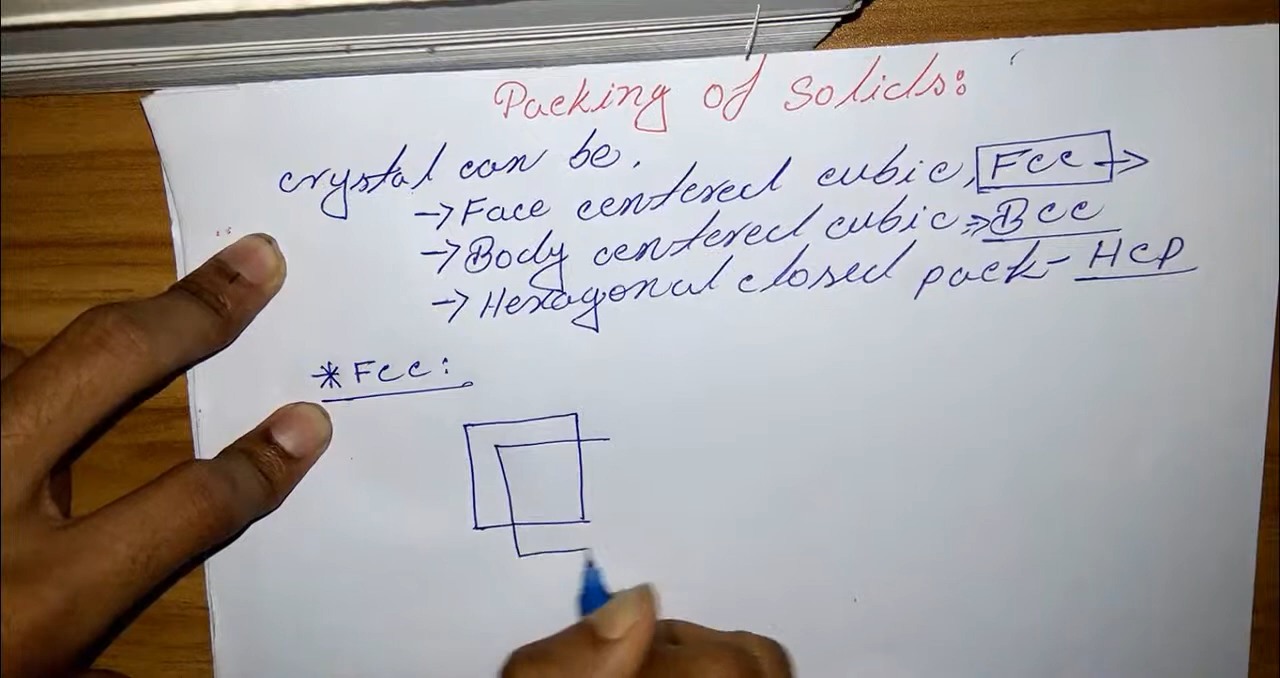 Packing of Solids:
crystal can be.
→ Face centered cubic, Fcc →
→ Body centered cubic ⇒ Bcc
→ Hexagonal closed pack - HCP
* Fcc: